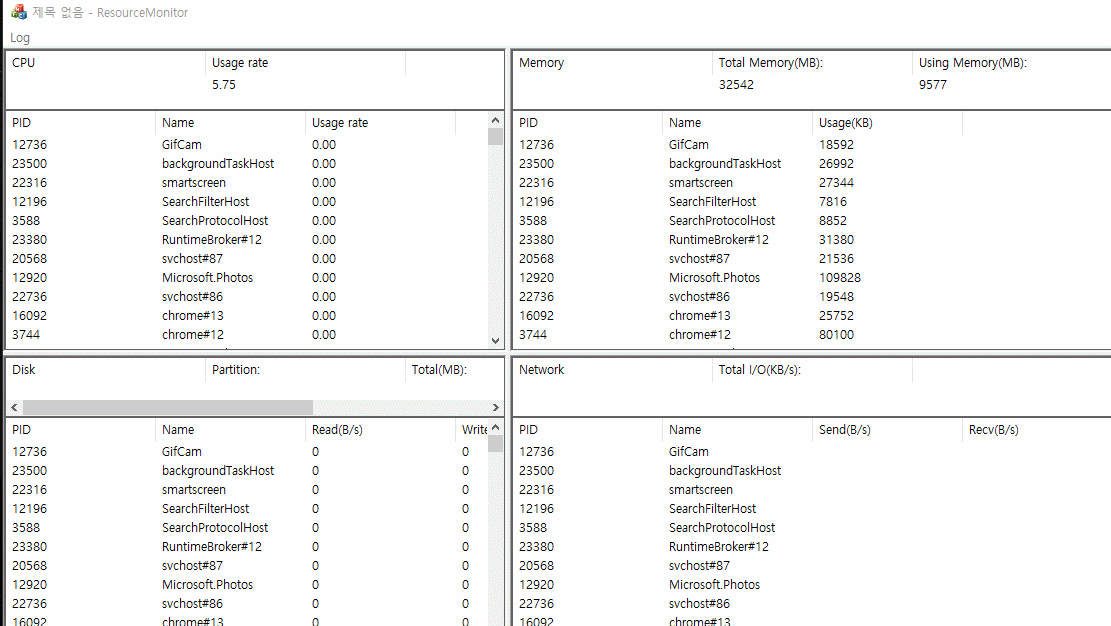 제목 없음 - ResourceMonitor
Log
CPU Usage rate
5.75
PID Name Usage rate
12736 GifCam 0.00
23500 backgroundTaskHost 0.00
22316 smartscreen 0.00
12196 SearchFilterHost 0.00
3588 SearchProtocolHost 0.00
23380 RuntimeBroker#12 0.00
20568 svchost#87 0.00
12920 Microsoft.Photos 0.00
22736 svchost#86 0.00
16092 chrome#13 0.00
3744 chrome#12 0.00
Memory Total Memory(MB): Using Memory(MB):
32542 9577
PID Name Usage(KB)
12736 GifCam 18592
23500 backgroundTaskHost 26992
22316 smartscreen 27344
12196 SearchFilterHost 7816
3588 SearchProtocolHost 8852
23380 RuntimeBroker#12 31380
20568 svchost#87 21536
12920 Microsoft.Photos 109828
22736 svchost#86 19548
16092 chrome#13 25752
3744 chrome#12 80100
Disk Partition: Total(MB):
PID Name Read(B/s) Write
12736 GifCam 0 0
23500 backgroundTaskHost 0 0
22316 smartscreen 0 0
12196 SearchFilterHost 0 0
3588 SearchProtocolHost 0 0
23380 RuntimeBroker#12 0 0
20568 svchost#87 0 0
12920 Microsoft.Photos 0 0
22736 svchost#86 0 0
16092 chrome#13 0 0
Network Total I/O(KB/s):
PID Name Send(B/s) Recv(B/s)
12736 GifCam
23500 backgroundTaskHost
22316 smartscreen
12196 SearchFilterHost
3588 SearchProtocolHost
23380 RuntimeBroker#12
20568 svchost#87
12920 Microsoft.Photos
22736 svchost#86
16092 chrome#13